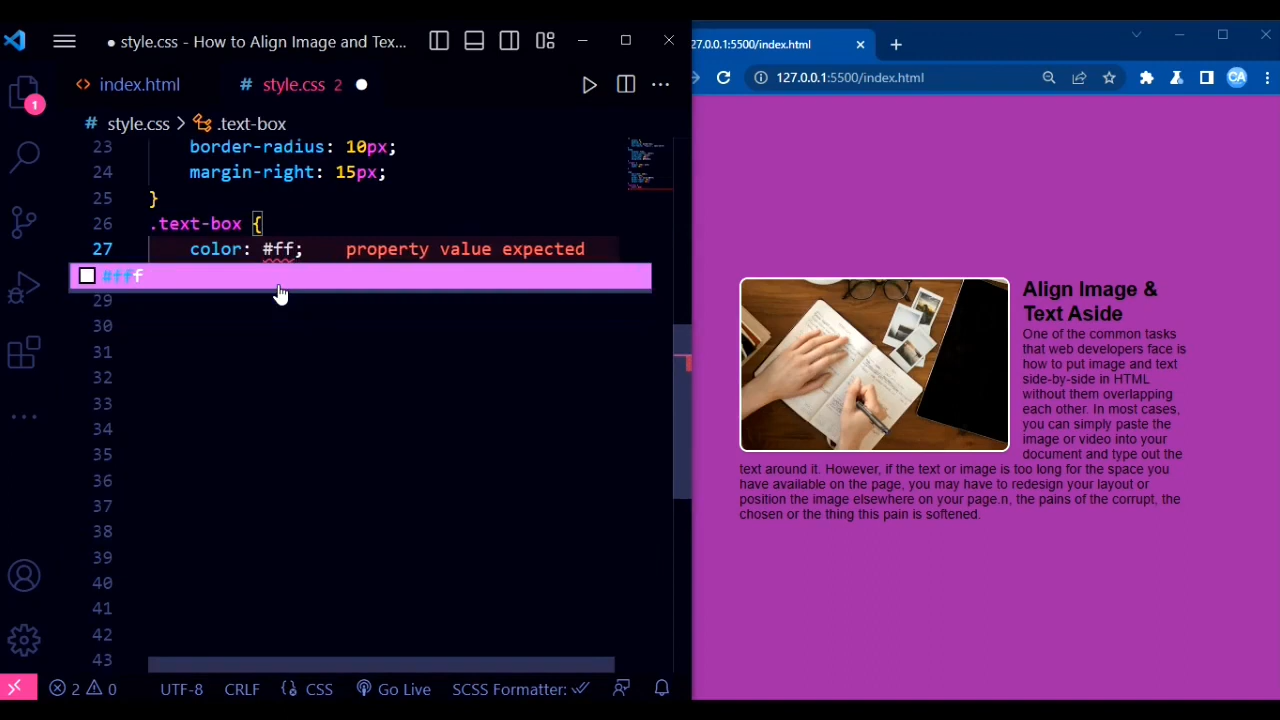 style.css - How to Align Image and Tex...
index.html
# style.css 2
1
# style.css > .text-box
23 border-radius: 10px;
24 margin-right: 15px;
25 }
26 .text-box {
27 color: #ff; property value expected
#fff
29
30
31
32
33
34
35
36
37
38
39
40
41
42
43
2 0
UTF-8
CRLF
{} CSS
Go Live
SCSS Formatter:
27.0.0.1:5500/index.html
127.0.0.1:5500/index.html
CA
Align Image &
Text Aside
One of the common tasks
that web developers face is
how to put image and text
side-by-side in HTML
without them overlapping
each other. In most cases,
you can simply paste the
image or video into your
document and type out the
text around it. However, if the text or image is too long for the space you
have available on the page, you may have to redesign your layout or
position the image elsewhere on your page.n, the pains of the corrupt, the
chosen or the thing this pain is softened.